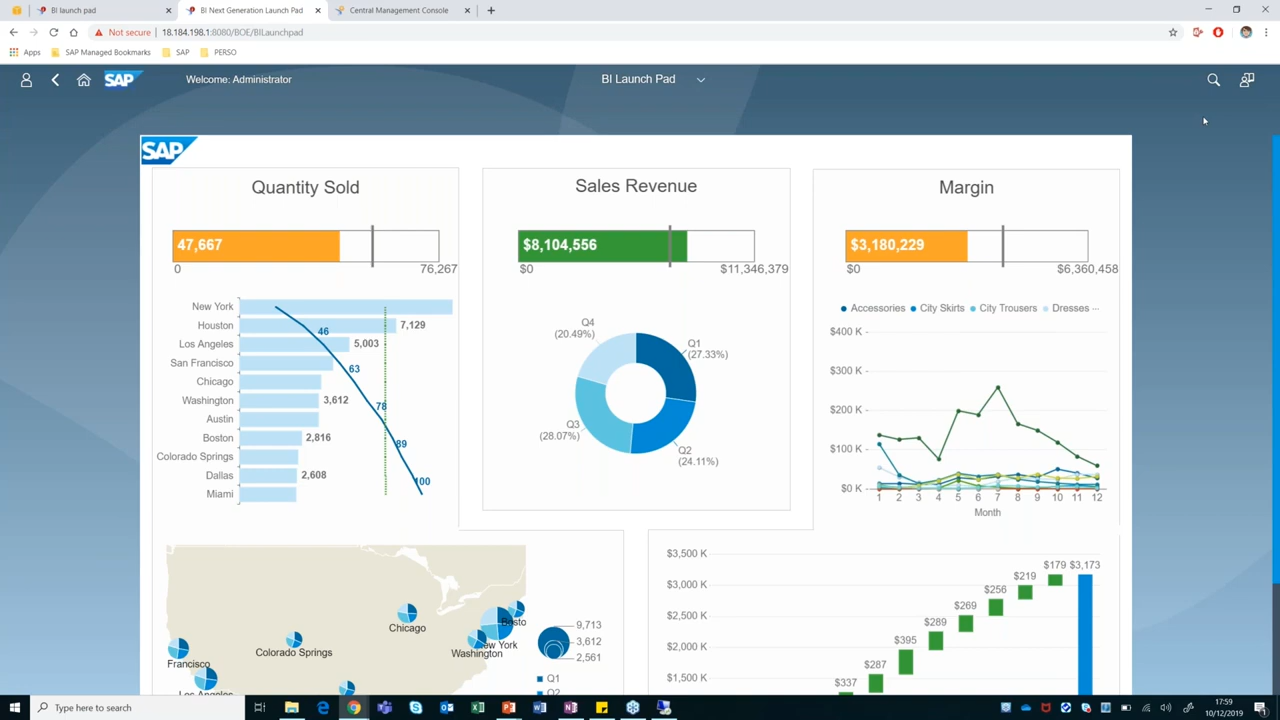 BI launch pad
BI Next Generation Launch Pad
Central Management Console
Not secure
18.184.198.1:8080/BOE/BILaunchpad
Apps
SAP Managed Bookmarks
SAP
PERSO
SAP
Welcome: Administrator
BI Launch Pad
SAP
Quantity Sold
47,667
0
76,267
New York
Houston
7,129
Los Angeles
5,003
San Francisco
Chicago
Washington
3,612
Austin
Boston
2,816
Colorado Springs
Dallas
2,608
Miami
46
63
78
89
100
Sales Revenue
$8,104,556
$0
$11,346,379
Q4
(20.49%)
Q1
(27.33%)
Q3
(28.07%)
Q2
(24.11%)
Margin
$3,180,229
$0
$6,360,458
Accessories
City Skirts
City Trousers
Dresses ...
$400 K
$300 K
$200 K
$100 K
$0 K
1 2 3 4 5 6 7 8 9 10 11 12
Month
Chicago
Colorado Springs
Francisco
Washington
9,713
3,612
2,561
Q1
$3,500 K
$3,000 K
$2,500 K
$2,000 K
$1,500 K
$337
$287
$395
$289
$269
$256
$219
$179
$3,173
Type here to search
17:59
10/12/2019